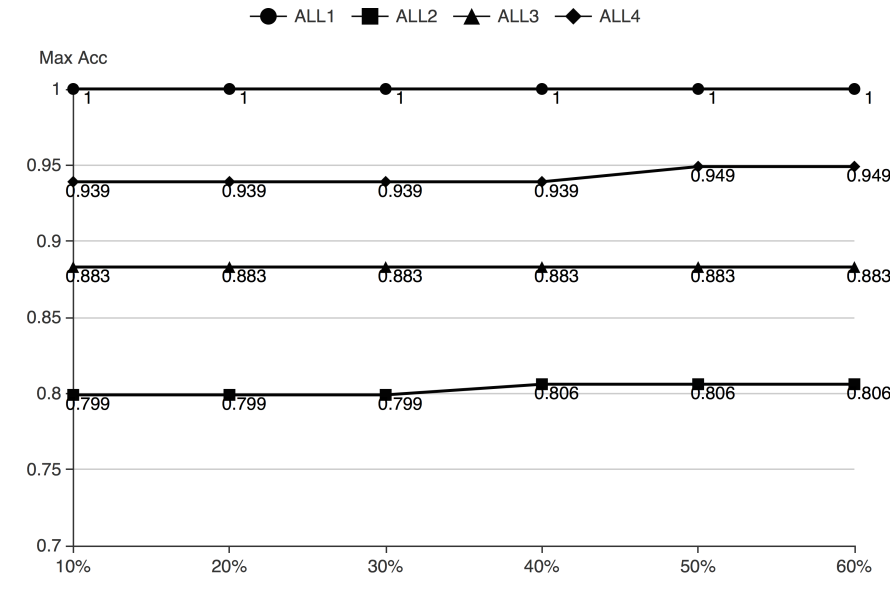 ALL1 ALL2 ALL3 ALL4
Max Acc
1
1 1 1 1 1 1
0.95
0.949 0.949
0.939 0.939 0.939 0.939
0.9
0.883 0.883 0.883 0.883 0.883 0.883
0.85
0.8
0.806 0.806 0.806
0.799 0.799 0.799
0.75
0.7
10% 20% 30% 40% 50% 60%